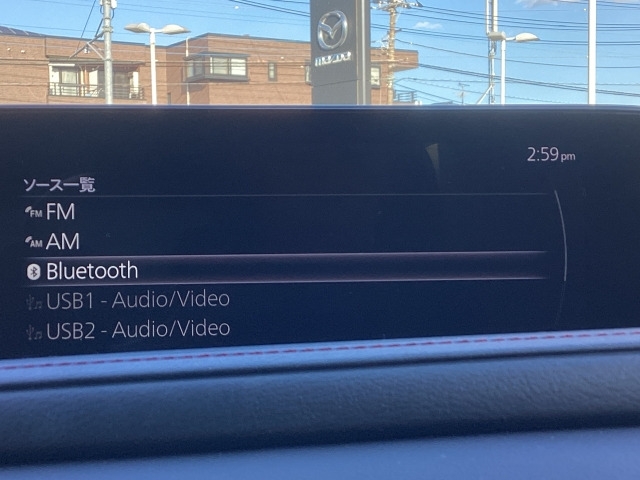 mazda
2:59 pm
ソース一覧
FM FM
AM AM
Bluetooth
USB1 - Audio/Video
USB2 - Audio/Video